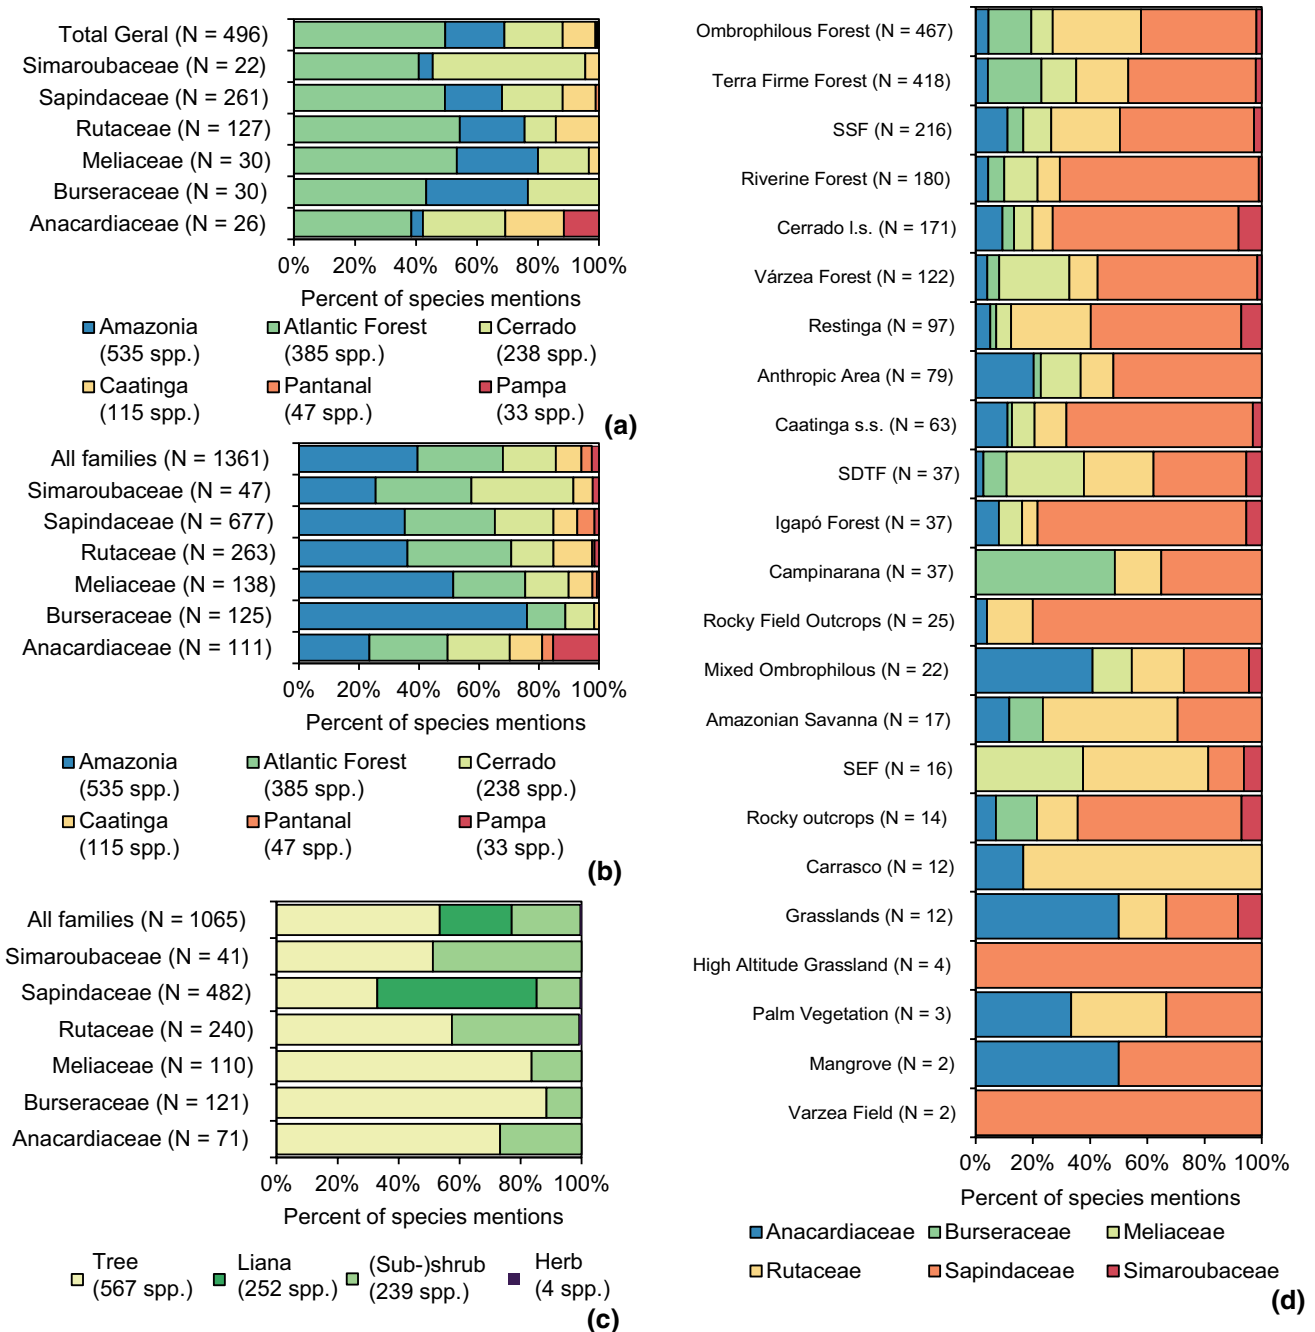 Total Geral (N = 496)
Simaroubaceae (N = 22)
Sapindaceae (N = 261)
Rutaceae (N = 127)
Meliaceae (N = 30)
Burseraceae (N = 30)
Anacardiaceae (N = 26)
0% 20% 40% 60% 80% 100%
Percent of species mentions
Amazonia Atlantic Forest Cerrado
(535 spp.) (385 spp.) (238 spp.)
Caatinga Pantanal Pampa
(115 spp.) (47 spp.) (33 spp.)
(a)
All families (N = 1361)
Simaroubaceae (N = 47)
Sapindaceae (N = 677)
Rutaceae (N = 263)
Meliaceae (N = 138)
Burseraceae (N = 125)
Anacardiaceae (N = 111)
0% 20% 40% 60% 80% 100%
Percent of species mentions
Amazonia Atlantic Forest Cerrado
(535 spp.) (385 spp.) (238 spp.)
Caatinga Pantanal Pampa
(115 spp.) (47 spp.) (33 spp.)
(b)
All families (N = 1065)
Simaroubaceae (N = 41)
Sapindaceae (N = 482)
Rutaceae (N = 240)
Meliaceae (N = 110)
Burseraceae (N = 121)
Anacardiaceae (N = 71)
0% 20% 40% 60% 80% 100%
Percent of species mentions
Tree Liana (Sub-)shrub Herb
(567 spp.) (252 spp.) (239 spp.) (4 spp.)
(c)
Ombrophilous Forest (N = 467)
Terra Firme Forest (N = 418)
SSF (N = 216)
Riverine Forest (N = 180)
Cerrado l.s. (N = 171)
Várzea Forest (N = 122)
Restinga (N = 97)
Anthropic Area (N = 79)
Caatinga s.s. (N = 63)
SDTF (N = 37)
Igapó Forest (N = 37)
Campinarana (N = 37)
Rocky Field Outcrops (N = 25)
Mixed Ombrophilous (N = 22)
Amazonian Savanna (N = 17)
SEF (N = 16)
Rocky outcrops (N = 14)
Carrasco (N = 12)
Grasslands (N = 12)
High Altitude Grassland (N = 4)
Palm Vegetation (N = 3)
Mangrove (N = 2)
Varzea Field (N = 2)
0% 20% 40% 60% 80% 100%
Percent of species mentions
Anacardiaceae Burseraceae Meliaceae
Rutaceae Sapindaceae Simaroubaceae
(d)